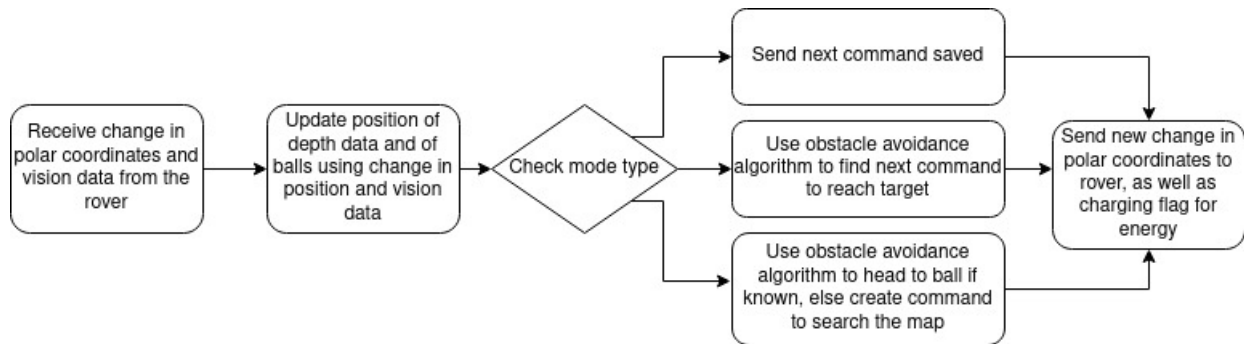 Receive change in
polar coordinates and
vision data from the
rover
Update position of
depth data and of
balls using change in
position and vision
data
Check mode type
Send next command saved
Use obstacle avoidance
algorithm to find next command
to reach target
Use obstacle avoidance
algorithm to head to ball if
known, else create command
to search the map
Send new change in
polar coordinates to
rover, as well as
charging flag for
energy